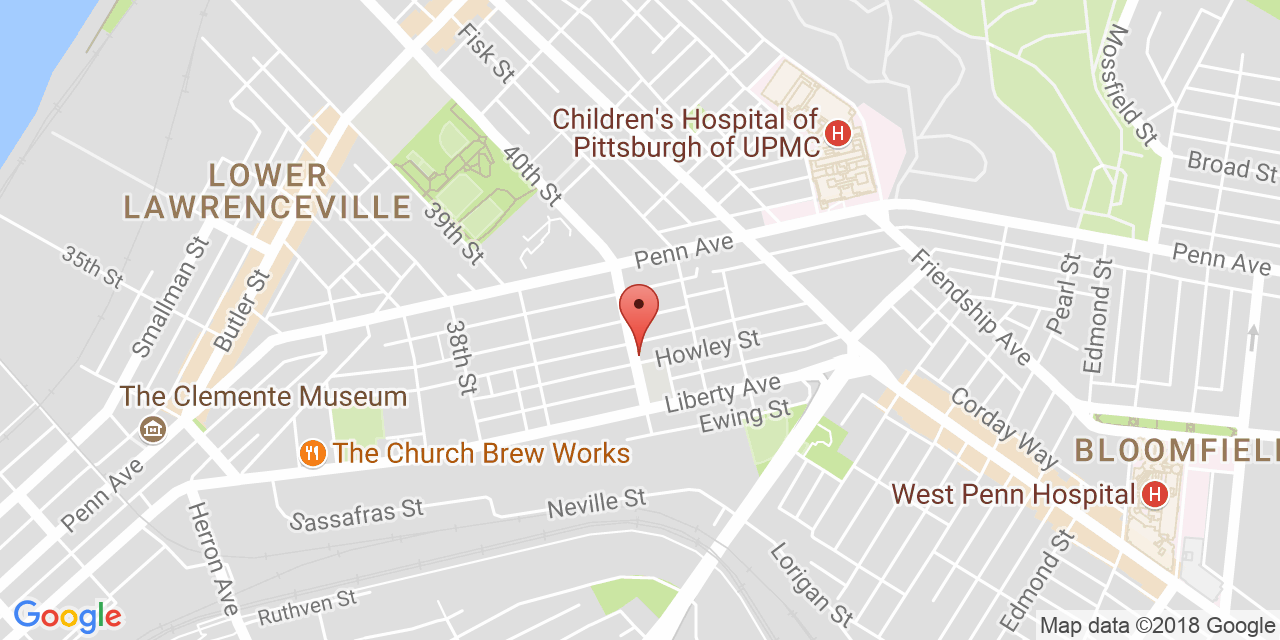 Fisk St
Mossfield St
Children's Hospital of
Pittsburgh of UPMC
H
Broad St
40th St
LOWER
LAWRENCEVILLE
39th St
Penn Ave
35th St
Smallman St
Butler St
Penn Ave
Friendship Ave
Pearl St
Edmond St
38th St
Howley St
Liberty Ave
Ewing St
The Clemente Museum
Corday Way
The Church Brew Works
BLOOMFIEL
West Penn Hospital
H
Penn Ave
Herron Ave
Sassafras St
Neville St
Lorigan St
Edmond St
Ruthven St
Google
Map data ©2018 Google